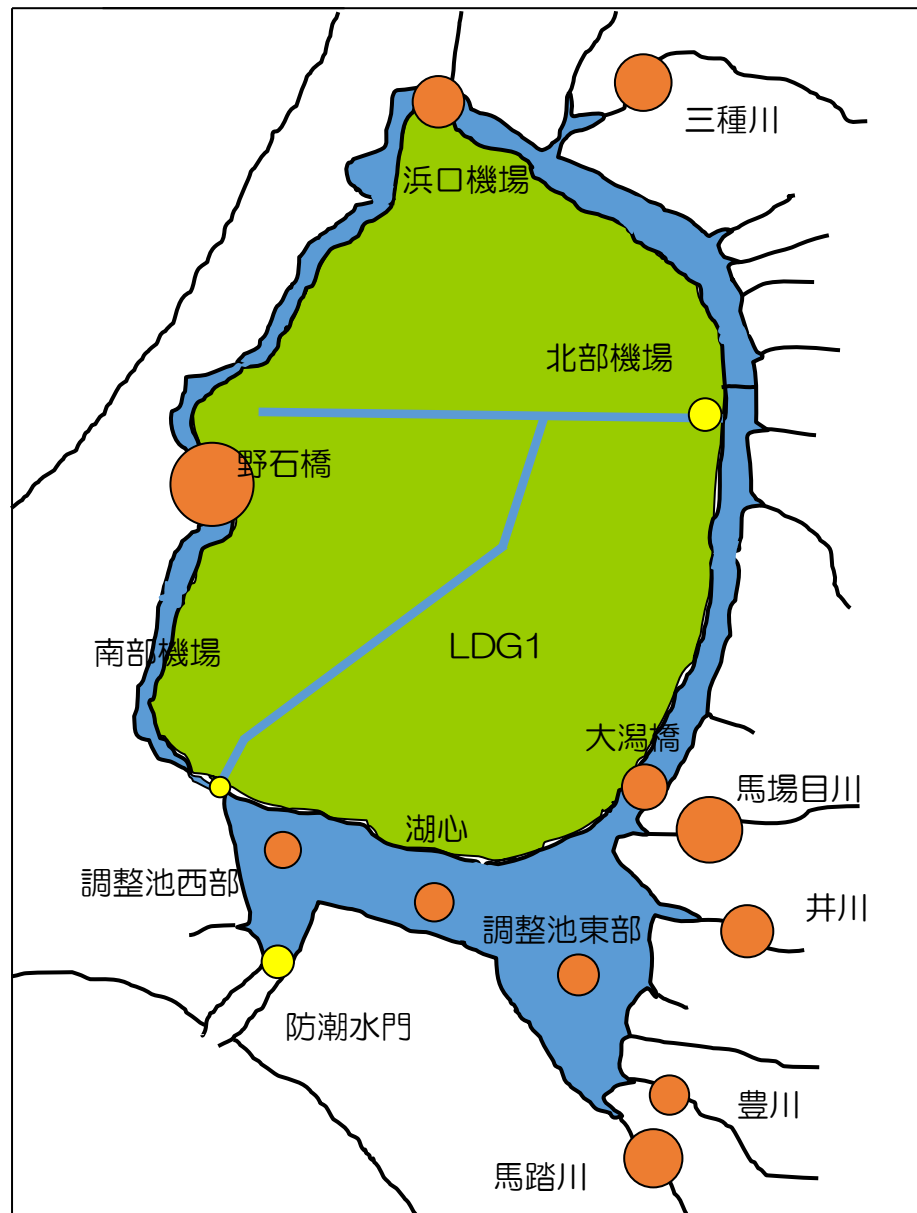 三種川
浜口機場
北部機場
野石橋
南部機場
LDG1
大潟橋
馬場目川
湖心
調整池西部
井川
調整池東部
防潮水門
豊川
馬踏川